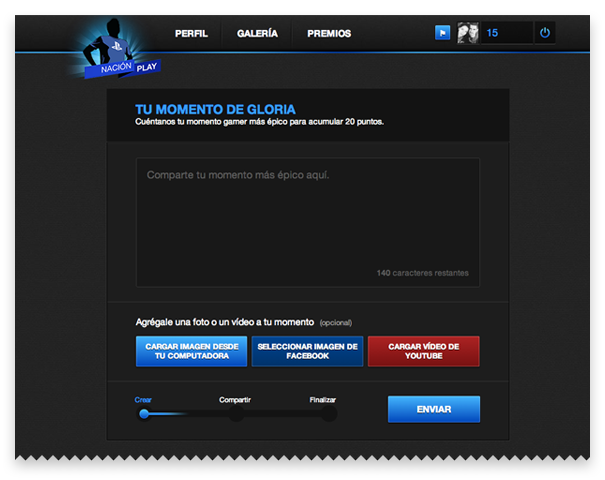 PERFIL GALERÍA PREMIOS 15
NACIÓN PLAY
TU MOMENTO DE GLORIA
Cuéntanos tu momento gamer más épico para acumular 20 puntos.
Comparte tu momento más épico aquí.
140 caracteres restantes
Agrégale una foto o un vídeo a tu momento (opcional)
CARGAR IMAGEN DESDE
TU COMPUTADORA
SELECCIONAR IMAGEN DE
FACEBOOK
CARGAR VÍDEO DE
YOUTUBE
Crear Compartir Finalizar
ENVIAR